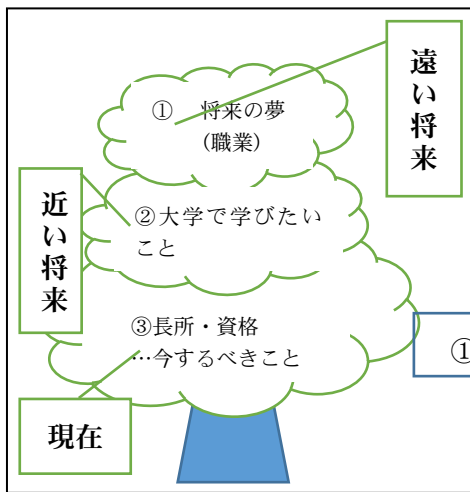 遠い将来
① 将来の夢
(職業)
近い将来
②大学で学びたい
こと
③長所・資格
…今するべきこと
①
現在